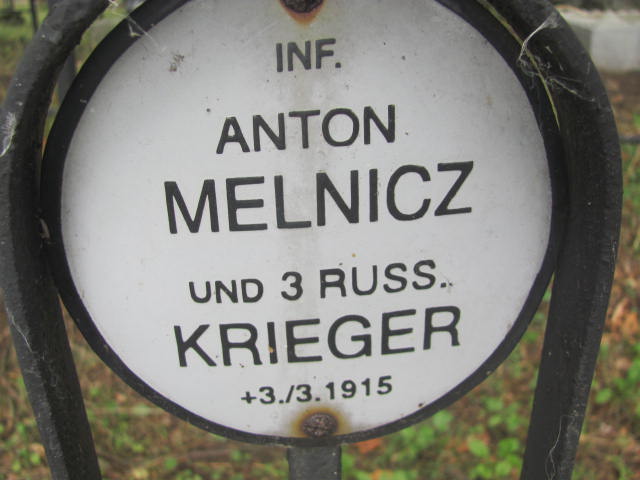 INF.
ANTON
MELNICZ
UND 3 RUSS..
KRIEGER
+3./3.1915